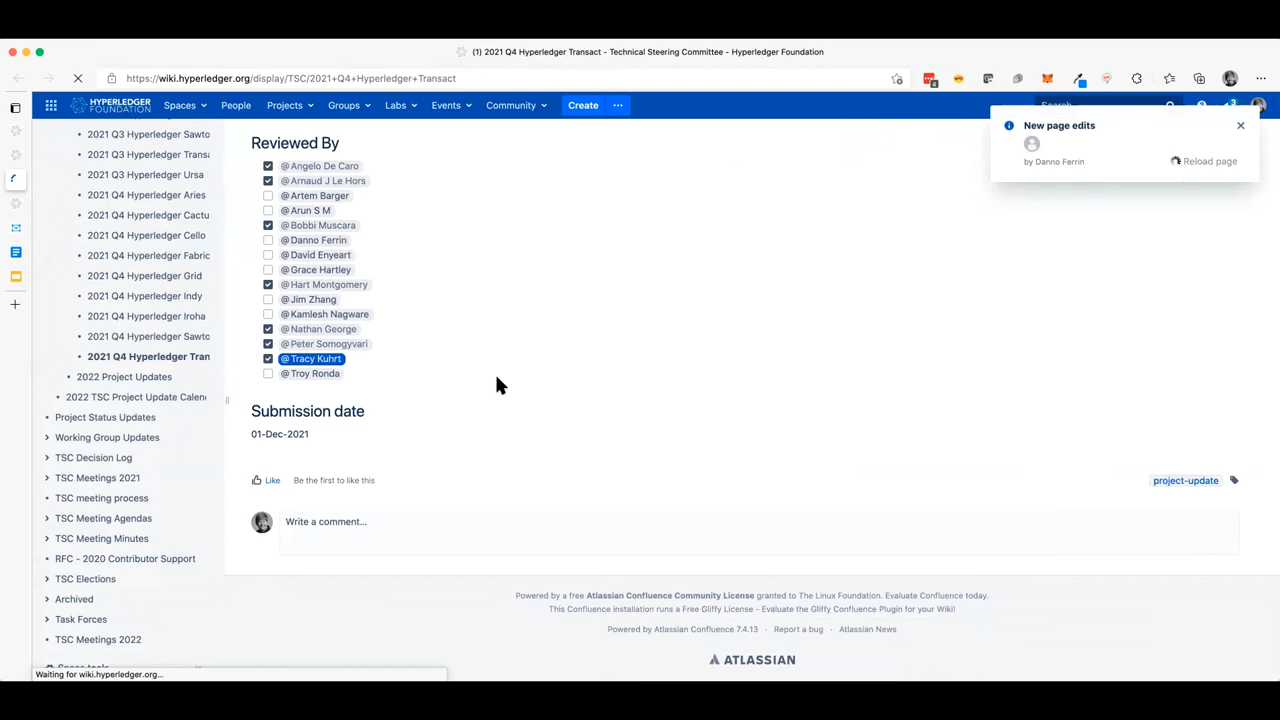 (1) 2021 Q4 Hyperledger Transact - Technical Steering Committee - Hyperledger Foundation
https://wiki.hyperledger.org/display/TSC/2021+Q4+Hyperledger+Transact
HYPERLEDGER FOUNDATION Spaces People Projects Groups Labs Events Community Create ••• Search 3
2021 Q3 Hyperledger Sawto
2021 Q3 Hyperledger Transa
2021 Q3 Hyperledger Ursa
2021 Q4 Hyperledger Aries
2021 Q4 Hyperledger Cactu
2021 Q4 Hyperledger Cello
2021 Q4 Hyperledger Fabric
2021 Q4 Hyperledger Grid
2021 Q4 Hyperledger Indy
2021 Q4 Hyperledger Iroha
2021 Q4 Hyperledger Sawto
2021 Q4 Hyperledger Tran
2022 Project Updates
2022 TSC Project Update Calen
Project Status Updates
Working Group Updates
TSC Decision Log
TSC Meetings 2021
TSC meeting process
TSC Meeting Agendas
TSC Meeting Minutes
RFC - 2020 Contributor Support
TSC Elections
Archived
Task Forces
TSC Meetings 2022
Reviewed By
@Angelo De Caro
@Arnaud J Le Hors
@Artem Barger
@Arun S M
@Bobbi Muscara
@Danno Ferrin
@David Enyeart
@Grace Hartley
@Hart Montgomery
@Jim Zhang
@Kamlesh Nagware
@Nathan George
@Peter Somogyvari
@Tracy Kuhrt
@Troy Ronda
Submission date
01-Dec-2021
Like Be the first to like this
project-update
Write a comment…
Powered by a free Atlassian Confluence Community License granted to The Linux Foundation. Evaluate Confluence today.
This Confluence installation runs a Free Gliffy License - Evaluate the Gliffy Confluence Plugin for your Wiki!
Powered by Atlassian Confluence 7.4.13 · Report a bug · Atlassian News
ATLASSIAN
New page edits
by Danno Ferrin Reload page
Waiting for wiki.hyperledger.org...